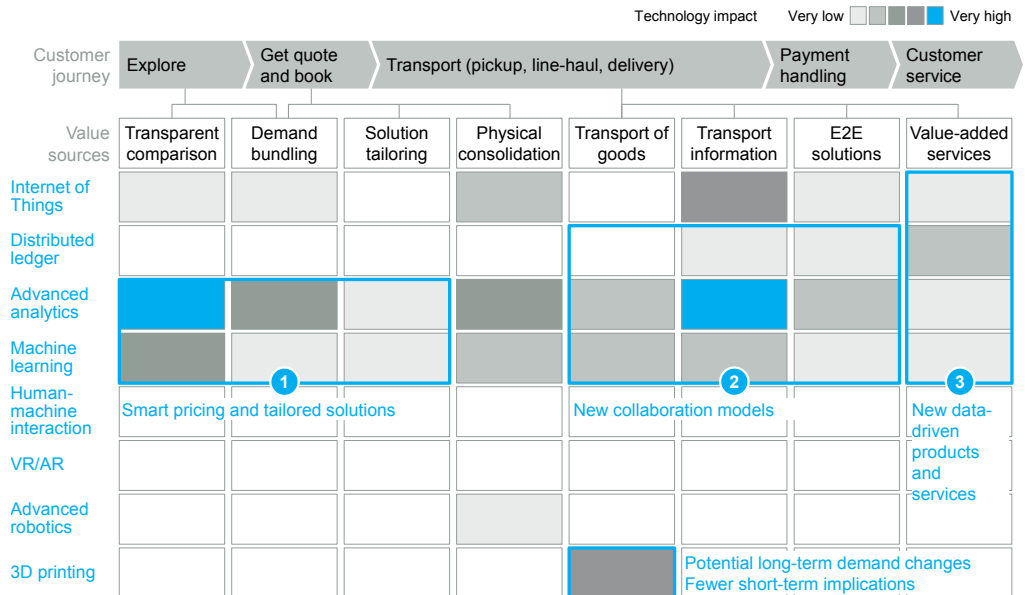 Technology impact Very low Very high
Customer
journey
Explore
Get quote
and book
Transport (pickup, line-haul, delivery)
Payment
handling
Customer
service
Value
sources
Transparent
comparison
Demand
bundling
Solution
tailoring
Physical
consolidation
Transport of
goods
Transport
information
E2E
solutions
Value-added
services
Internet of
Things
Distributed
ledger
Advanced
analytics
Machine
learning
1
2
3
Human-
machine
interaction
Smart pricing and tailored solutions
New collaboration models
New data-
driven
products
and
services
VR/AR
Advanced
robotics
3D printing
Potential long-term demand changes
Fewer short-term implications